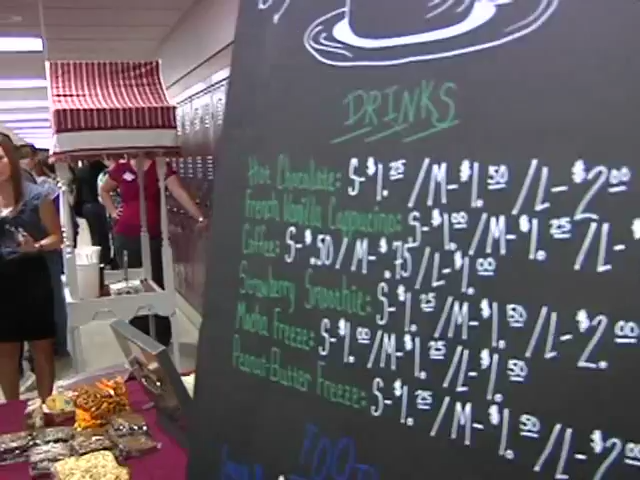 by
DRINKS
Hot Chocolate: S-$1.25/M-$1.50/L-$2.00
French Vanilla Cappucino: S-$1.00/M-$1.25/L-$
Coffee: S-$.50/M-$.75/L-$1.00
Strawberry Smoothie: S-$1.25/M-$1.50/L-$2.00
Mocha Freeze: S-$1.00/M-$1.25/L-$1.50
Peanut-Butter Freeze: S-$1.25/M-$1.50/L-$2.00
FOOD